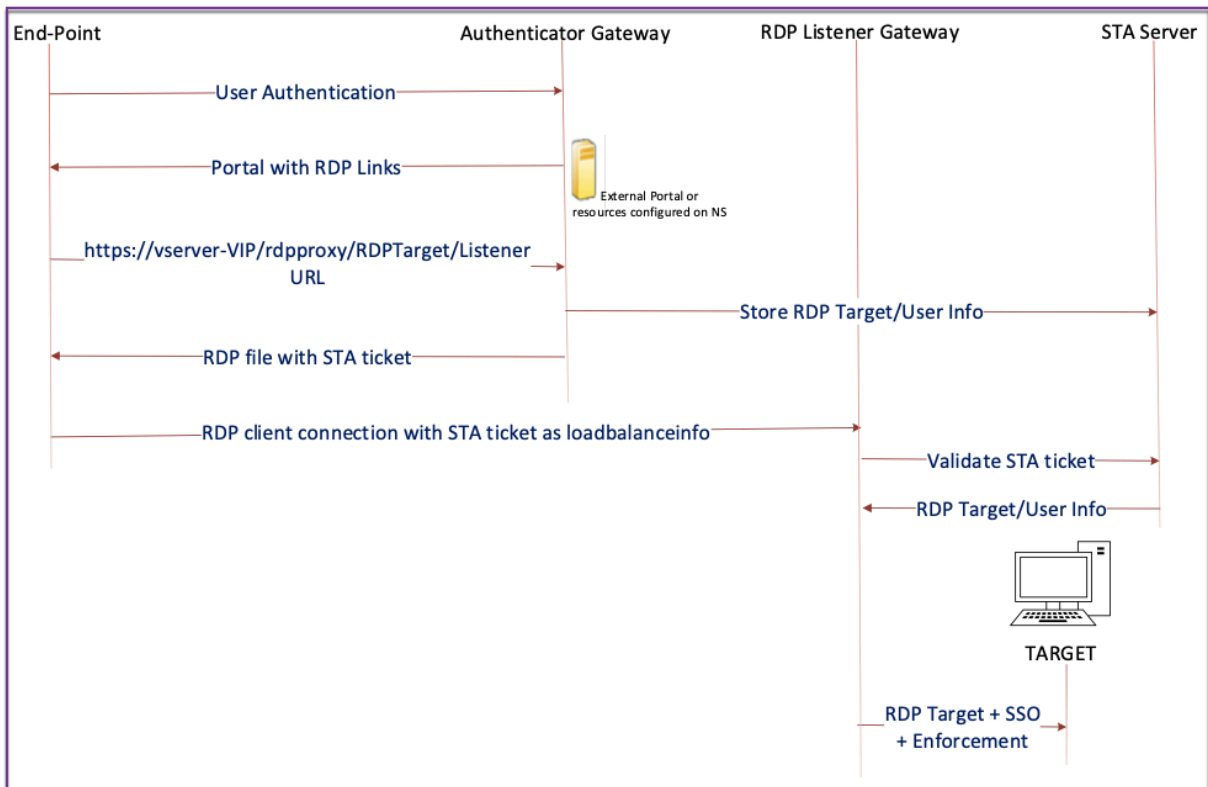 End-Point
Authenticator Gateway
RDP Listener Gateway
STA Server
User Authentication
Portal with RDP Links
External Portal or
resources configured on NS
https://vserver-VIP/rdpproxy/RDPTarget/Listener
URL
Store RDP Target/User Info
RDP file with STA ticket
RDP client connection with STA ticket as loadbalanceinfo
Validate STA ticket
RDP Target/User Info
TARGET
RDP Target + SSO
+ Enforcement